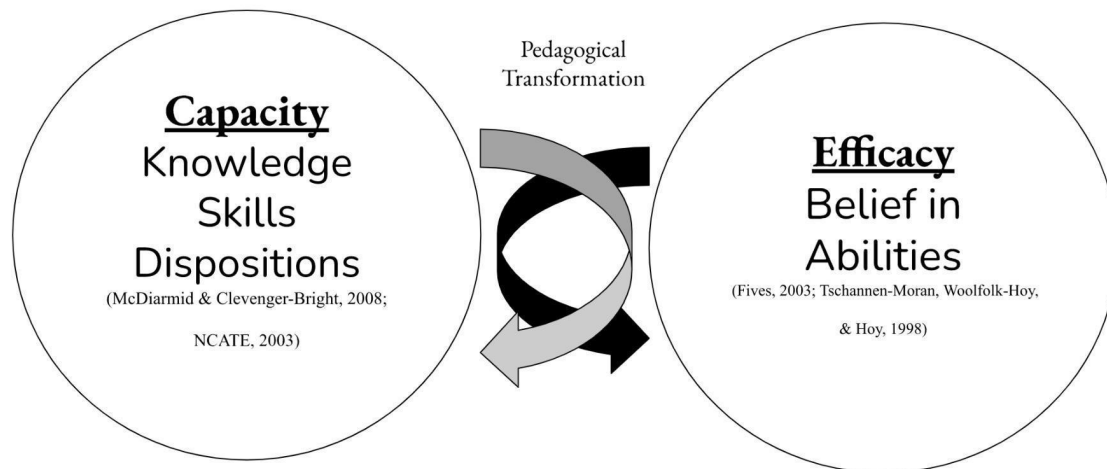 Capacity
Knowledge
Skills
Dispositions
(McDiarmid & Clevenger-Bright, 2008;
NCATE, 2003)
Pedagogical
Transformation
Efficacy
Belief in
Abilities
(Fives, 2003; Tschannen-Moran, Woolfolk-Hoy,
& Hoy, 1998)